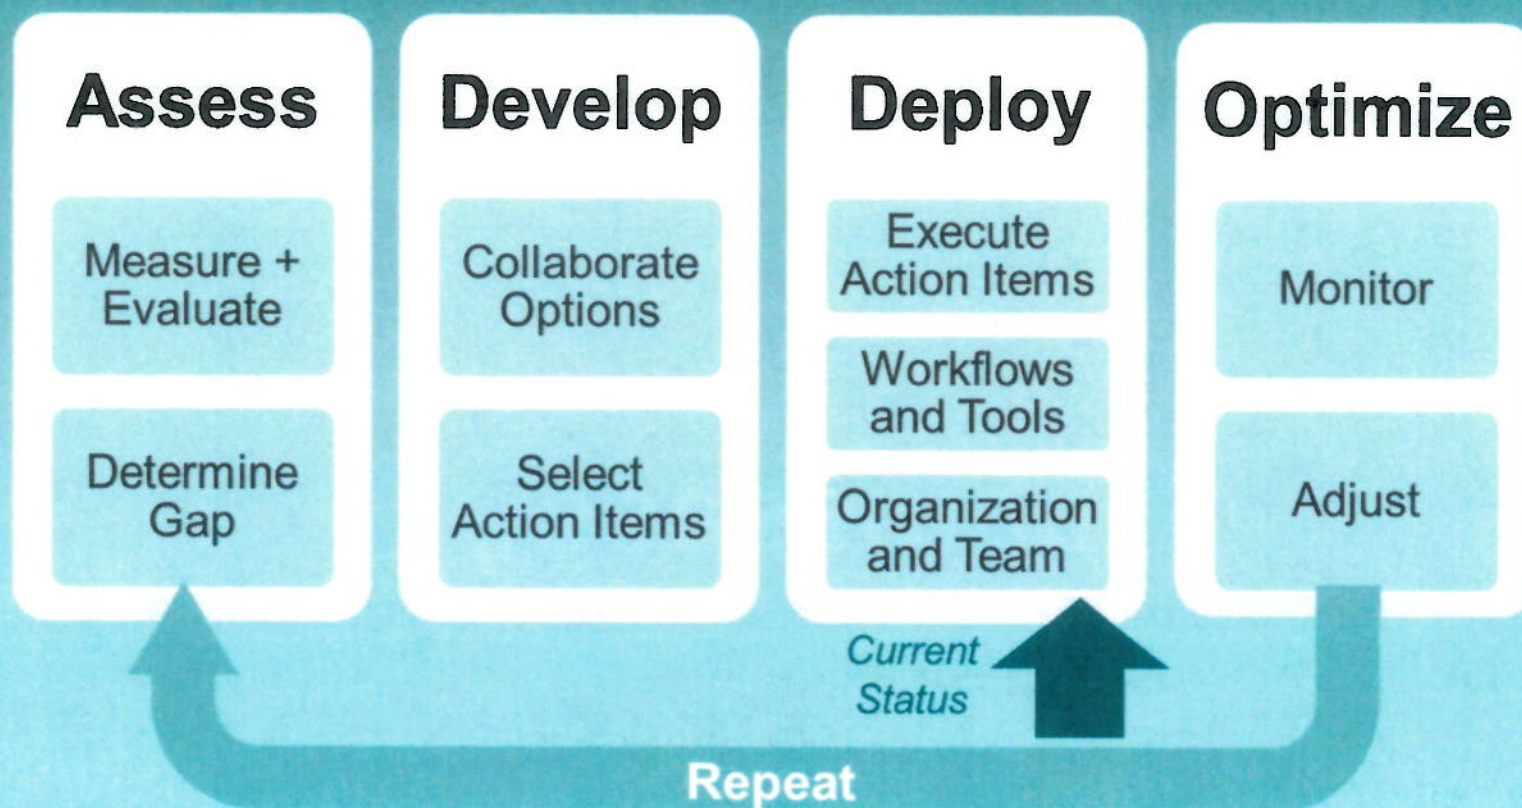 Assess
Measure +
Evaluate
Determine
Gap
Develop
Collaborate
Options
Select
Action Items
Deploy
Execute
Action Items
Workflows
and Tools
Organization
and Team
Optimize
Monitor
Adjust
Current
Status
Repeat